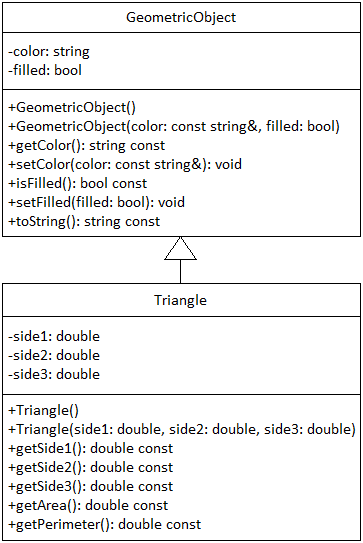 GeometricObject
-color: string
-filled: bool
+GeometricObject()
+GeometricObject(color: const string&, filled: bool)
+getColor(): string const
+setColor(color: const string&): void
+isFilled(): bool const
+setFilled(filled: bool): void
+toString(): string const
Triangle
-side1: double
-side2: double
-side3: double
+Triangle()
+Triangle(side1: double, side2: double, side3: double)
+getSide1(): double const
+getSide2(): double const
+getSide3(): double const
+getArea(): double const
+getPerimeter(): double const